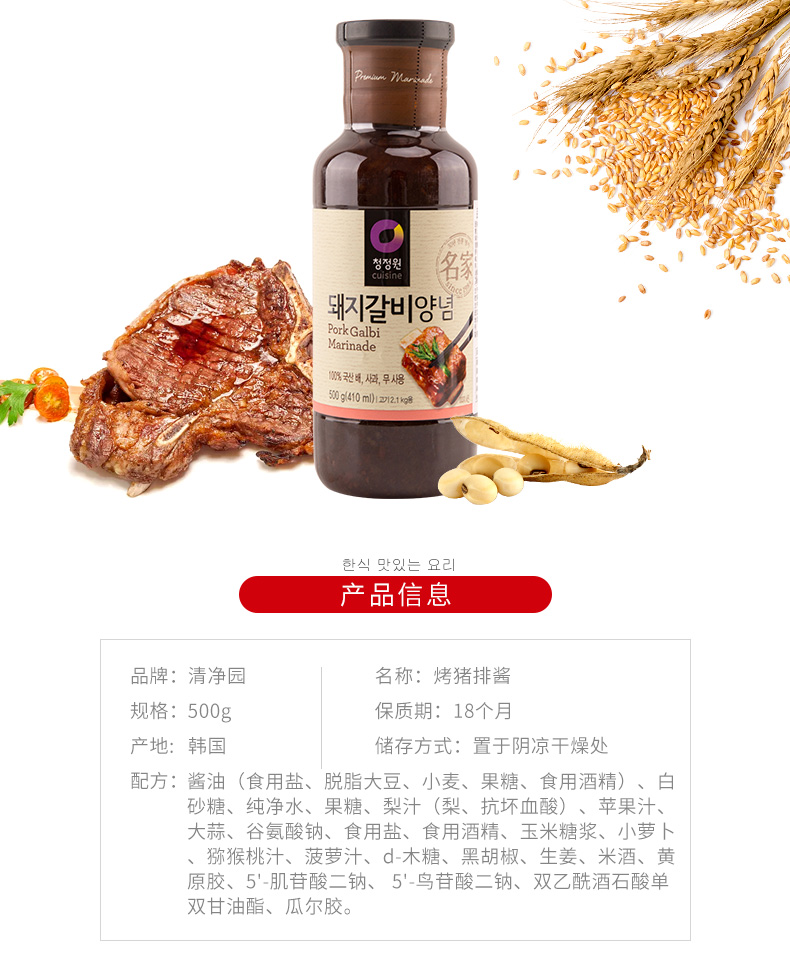 Premium Marinade
청정원
cuisine
名家
돼지갈비양념
Pork Galbi
Marinade
100% 국산 배, 사과, 무 사용
500 g(410 ml) | 고기 2.1 kg용
한식 맛있는 요리
产品信息
品牌：清净园
名称：烤猪排酱
规格：500g
保质期：18个月
产地：韩国
储存方式：置于阴凉干燥处
配方：酱油（食用盐、脱脂大豆、小麦、果糖、食用酒精）、白
砂糖、纯净水、果糖、梨汁（梨、抗坏血酸）、苹果汁、
大蒜、谷氨酸钠、食用盐、食用酒精、玉米糖浆、小萝卜
、猕猴桃汁、菠萝汁、d-木糖、黑胡椒、生姜、米酒、黄
原胶、5'-肌苷酸二钠、 5'-鸟苷酸二钠、双乙酰酒石酸单
双甘油酯、瓜尔胶。